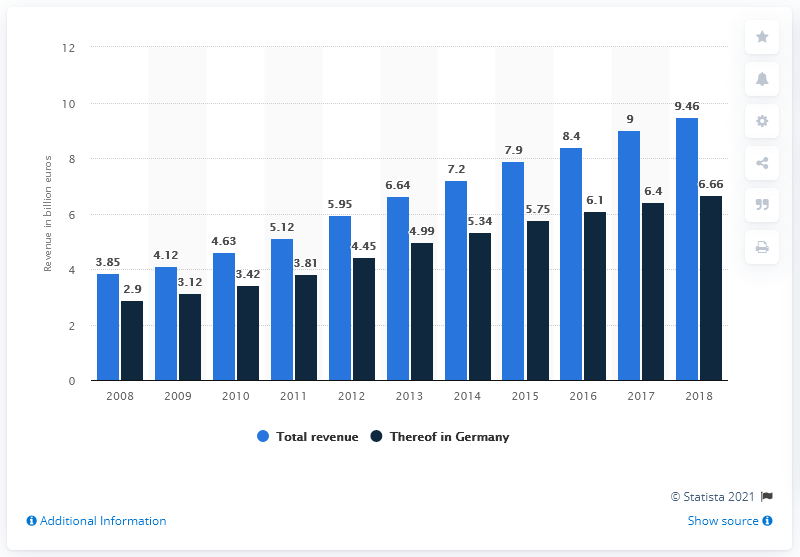 12
10
8
6
4
2
0
Revenue in billion euros
3.85 4.12 4.63 5.12 5.95 6.64 7.2 7.9 8.4 9 9.46
2.9 3.12 3.42 3.81 4.45 4.99 5.34 5.75 6.1 6.4 6.66
2008 2009 2010 2011 2012 2013 2014 2015 2016 2017 2018
Total revenue Thereof in Germany
© Statista 2021
Additional Information Show source